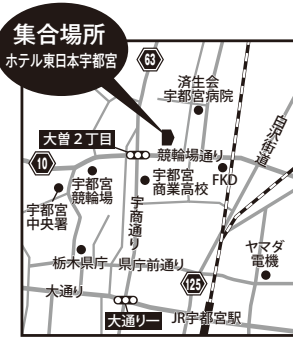 集合場所
ホテル東日本宇都宮
63
済生会
宇都宮病院
白沢街道
大曽2丁目
競輪場通り
10
宇都宮
競輪場
宇都宮
商業高校
FKD
宇都宮
中央署
宇商通り
ヤマダ
電機
栃木県庁
県庁前通り
125
大通り
大通り一
JR宇都宮駅